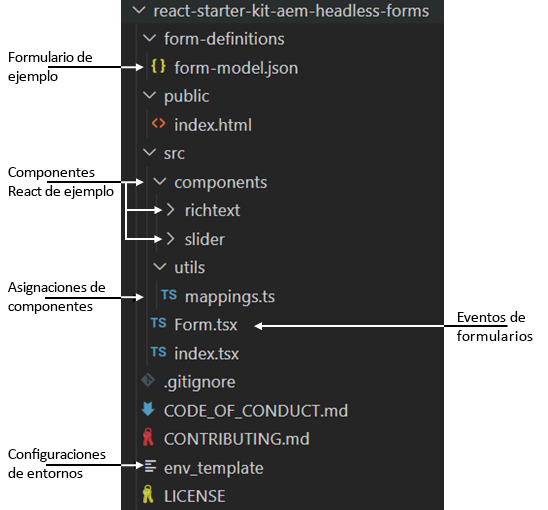 react-starter-kit-aem-headless-forms
form-definitions
Formulario de
ejemplo
form-model.json
public
index.html
src
Componentes
React de ejemplo
components
richtext
slider
utils
Asignaciones de
componentes
TS mappings.ts
TS Form.tsx
Eventos de
formularios
TS index.tsx
.gitignore
CODE_OF_CONDUCT.md
CONTRIBUTING.md
Configuraciones
de entornos
env_template
LICENSE